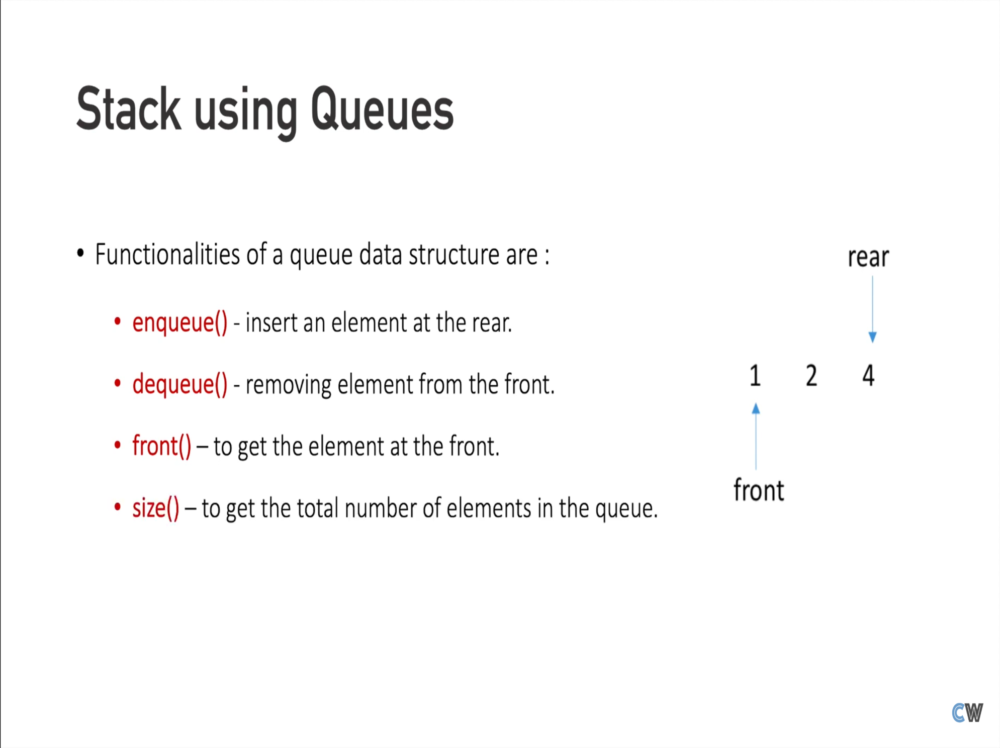 Stack using Queues
• Functionalities of a queue data structure are :
• enqueue() - insert an element at the rear.
• dequeue() - removing element from the front.
• front() – to get the element at the front.
• size() – to get the total number of elements in the queue.
rear
1 2 4
front
CW